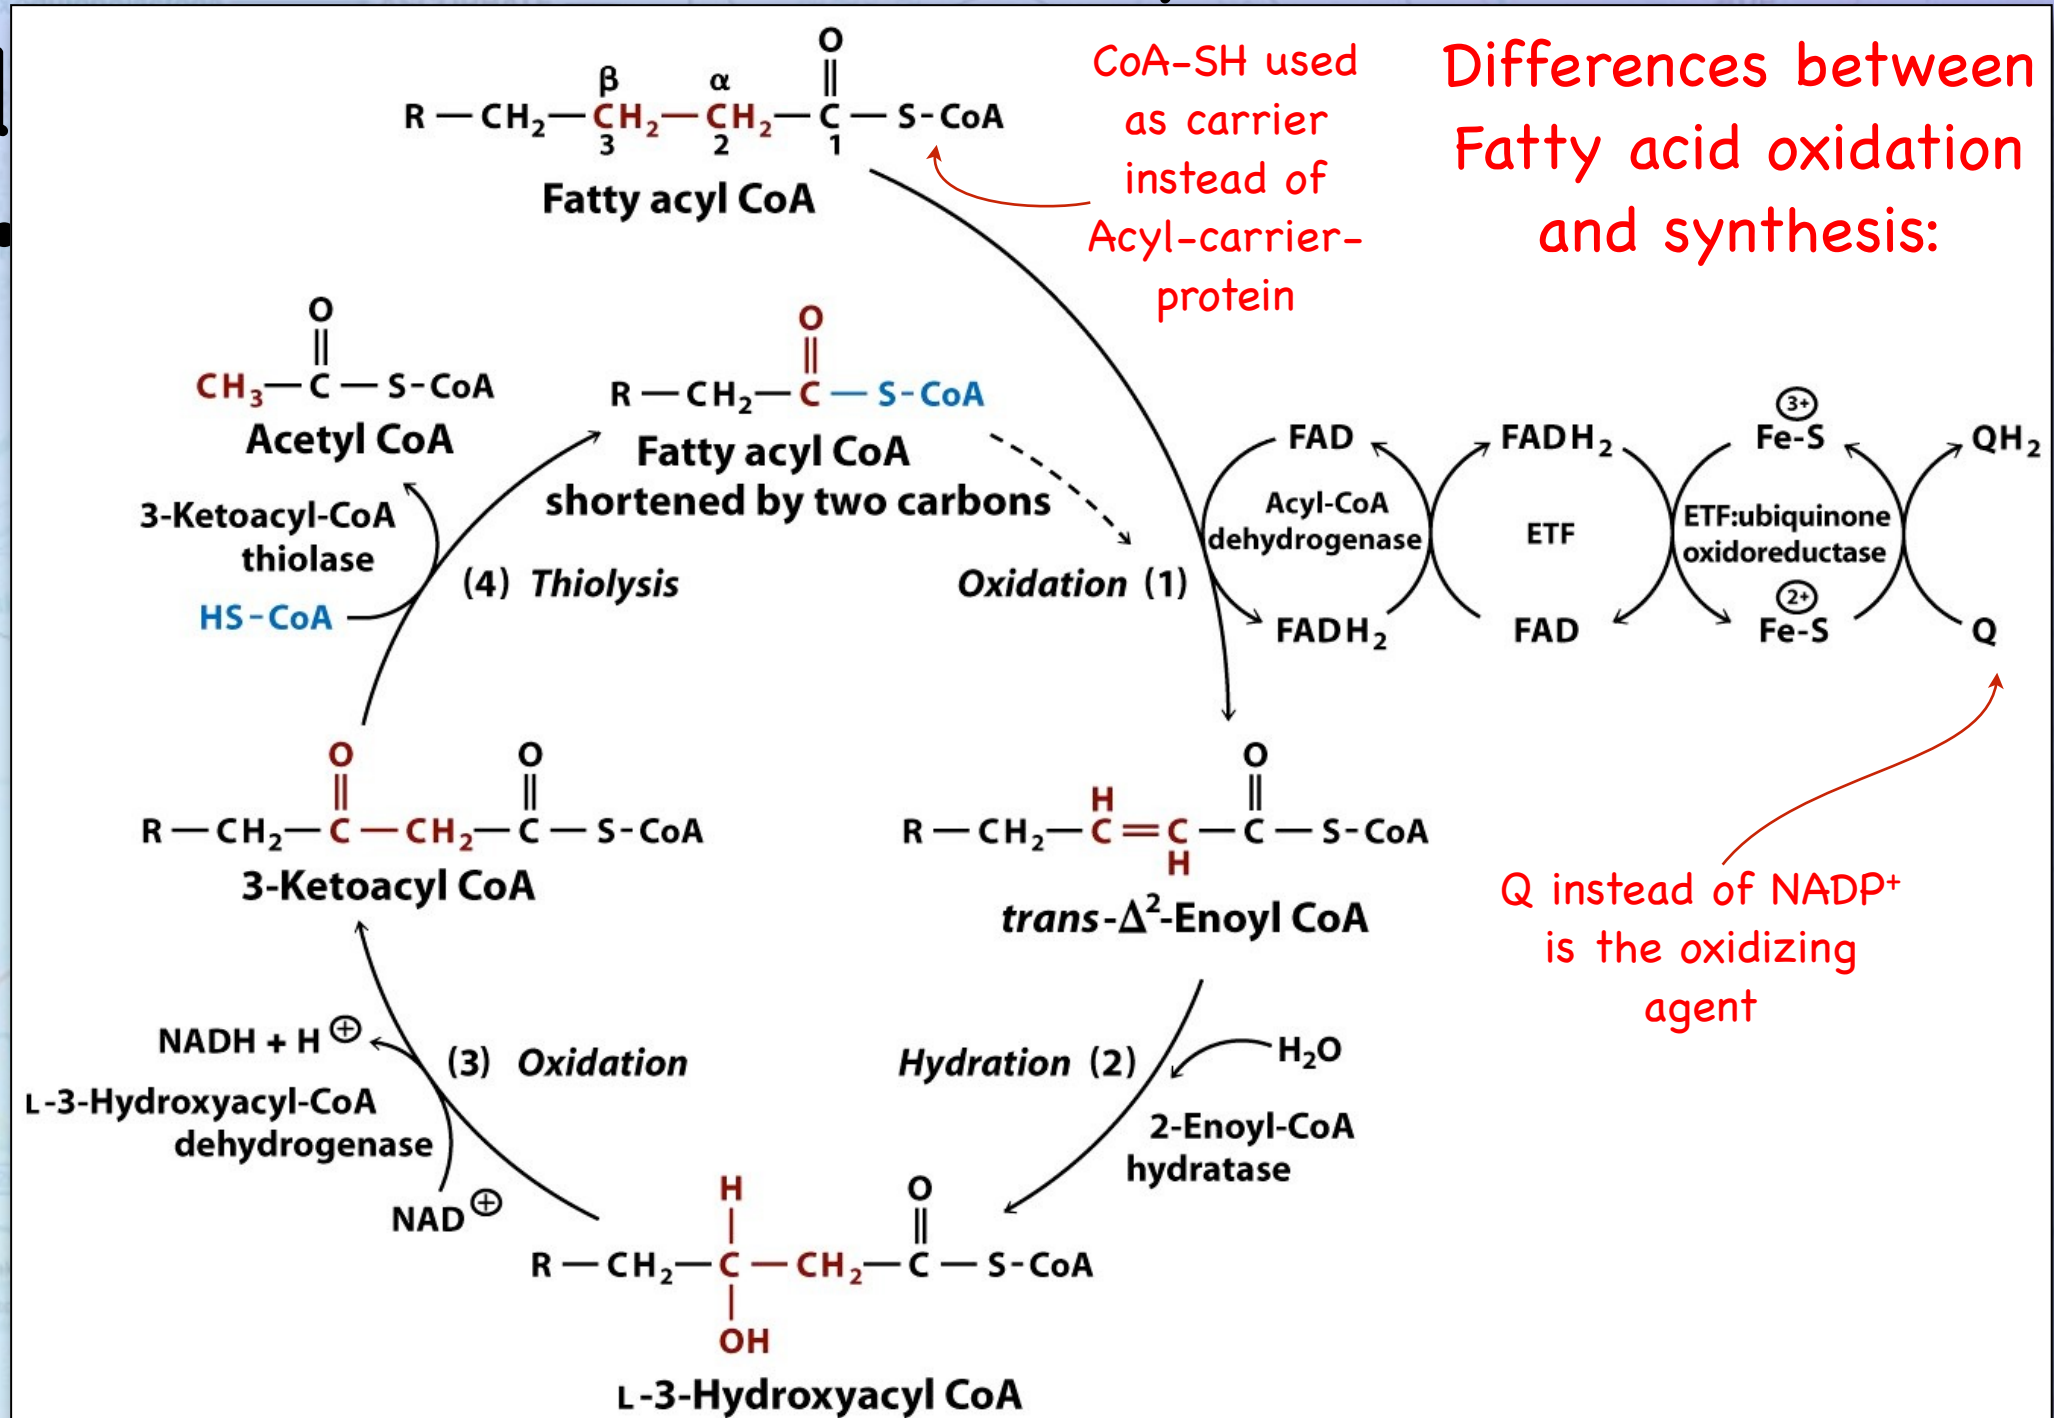 Differences between
Fatty acid oxidation
and synthesis:
CoA-SH used
as carrier
instead of
Acyl-carrier-
protein
O
β α
R — CH₂— CH₂— CH₂— C — S-CoA
3 2 1
Fatty acyl CoA
O
CH₃— C — S-CoA
Acetyl CoA
O
R — CH₂— C — S-CoA
Fatty acyl CoA
shortened by two carbons
3-Ketoacyl-CoA
thiolase
HS-CoA
(4) Thiolysis
Oxidation (1)
FAD
Acyl-CoA
dehydrogenase
FADH₂
FADH₂
ETF
FAD
3+
Fe-S
ETF:ubiquinone
oxidoreductase
2+
Fe-S
QH₂
Q
Q instead of NADP⁺
is the oxidizing
agent
O O
R — CH₂— C — CH₂— C — S-CoA
3-Ketoacyl CoA
H O
R — CH₂— C = C — C — S-CoA
H
trans-Δ²-Enoyl CoA
NADH + H⊕
(3) Oxidation
L-3-Hydroxyacyl-CoA
dehydrogenase
NAD⊕
Hydration (2)
H₂O
2-Enoyl-CoA
hydratase
H O
R — CH₂— C — CH₂— C — S-CoA
OH
L-3-Hydroxyacyl CoA